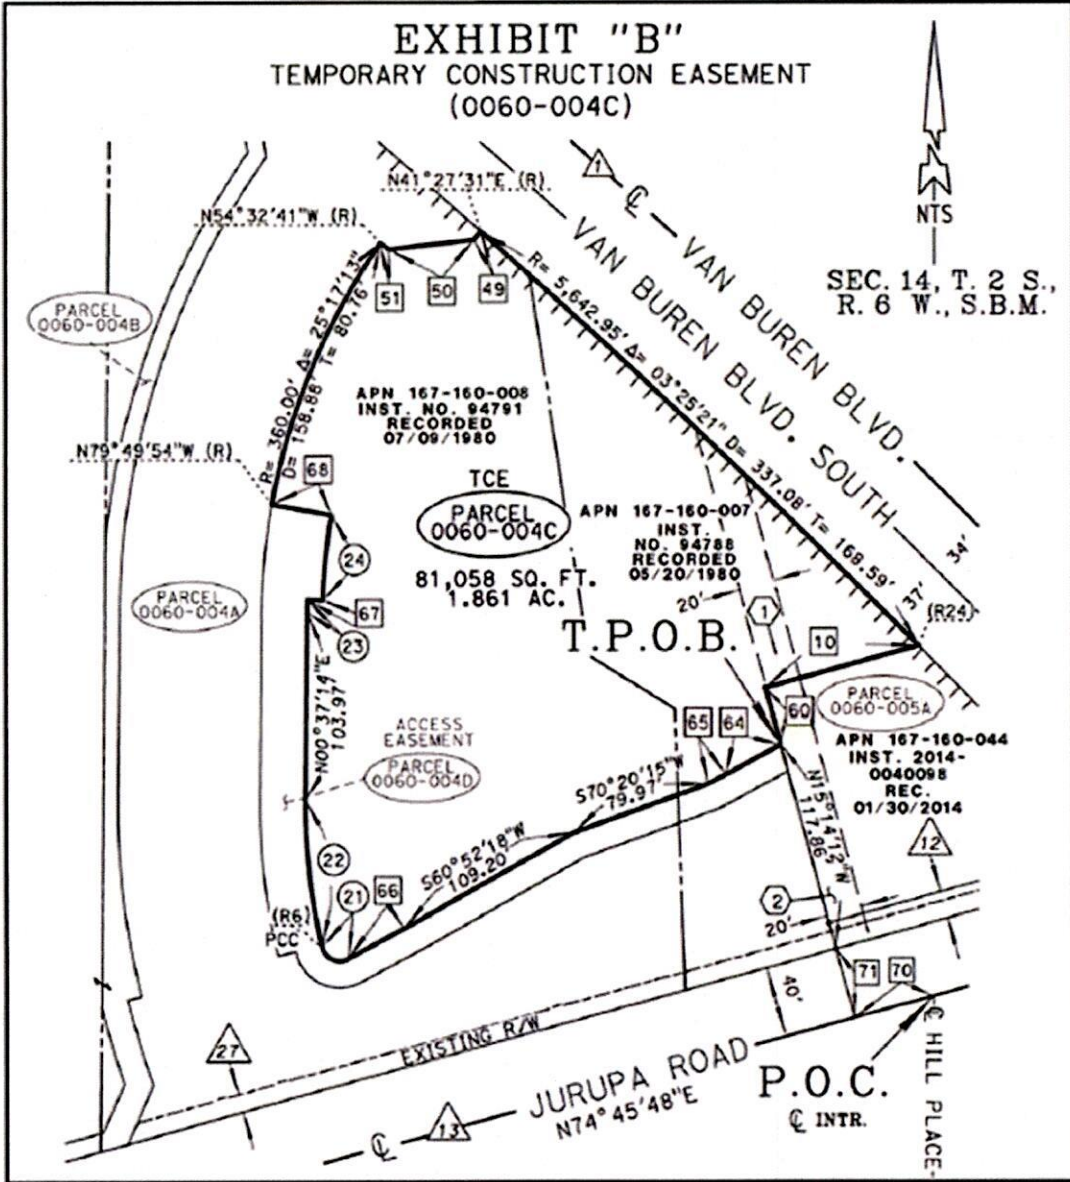 EXHIBIT "B"
TEMPORARY CONSTRUCTION EASEMENT
(0060-004C)
NTS
SEC. 14, T. 2 S.,
R. 6 W., S.B.M.
1
℄ VAN BUREN BLVD.
VAN BUREN BLVD. SOUTH
N41°27'31"E (R)
N54°32'41"W (R)
51
50
49
R= 5,642.95' Δ= 03°25'21" D= 337.08' T= 168.59'
34'
37'
(R24)
PARCEL
0060-004B
R= 360.00' Δ= 25°17'13"
D= 158.88' T= 80.76'
APN 167-160-008
INST. NO. 94791
RECORDED
07/09/1980
N79°49'54"W (R)
68
TCE
PARCEL
0060-004C
81,058 SQ. FT.
1.861 AC.
APN 167-160-007
INST.
NO. 94788
RECORDED
05/20/1980
20'
1
24
67
23
PARCEL
0060-004A
T.P.O.B.
10
60
PARCEL
0060-005A
APN 167-160-044
INST. 2014-
0040098
REC.
01/30/2014
N00°37'14"E
103.97'
ACCESS
EASEMENT
PARCEL
0060-004D
65
64
S70°20'15"W
79.97'
N15°14'12"W
117.86'
12
22
21
66
S60°52'18"W
109.20'
(R6)
PCC
2
20'
71
70
40'
27
EXISTING R/W
JURUPA ROAD
N74°45'48"E
℄
13
P.O.C.
℄ INTR.
℄ HILL PLACE